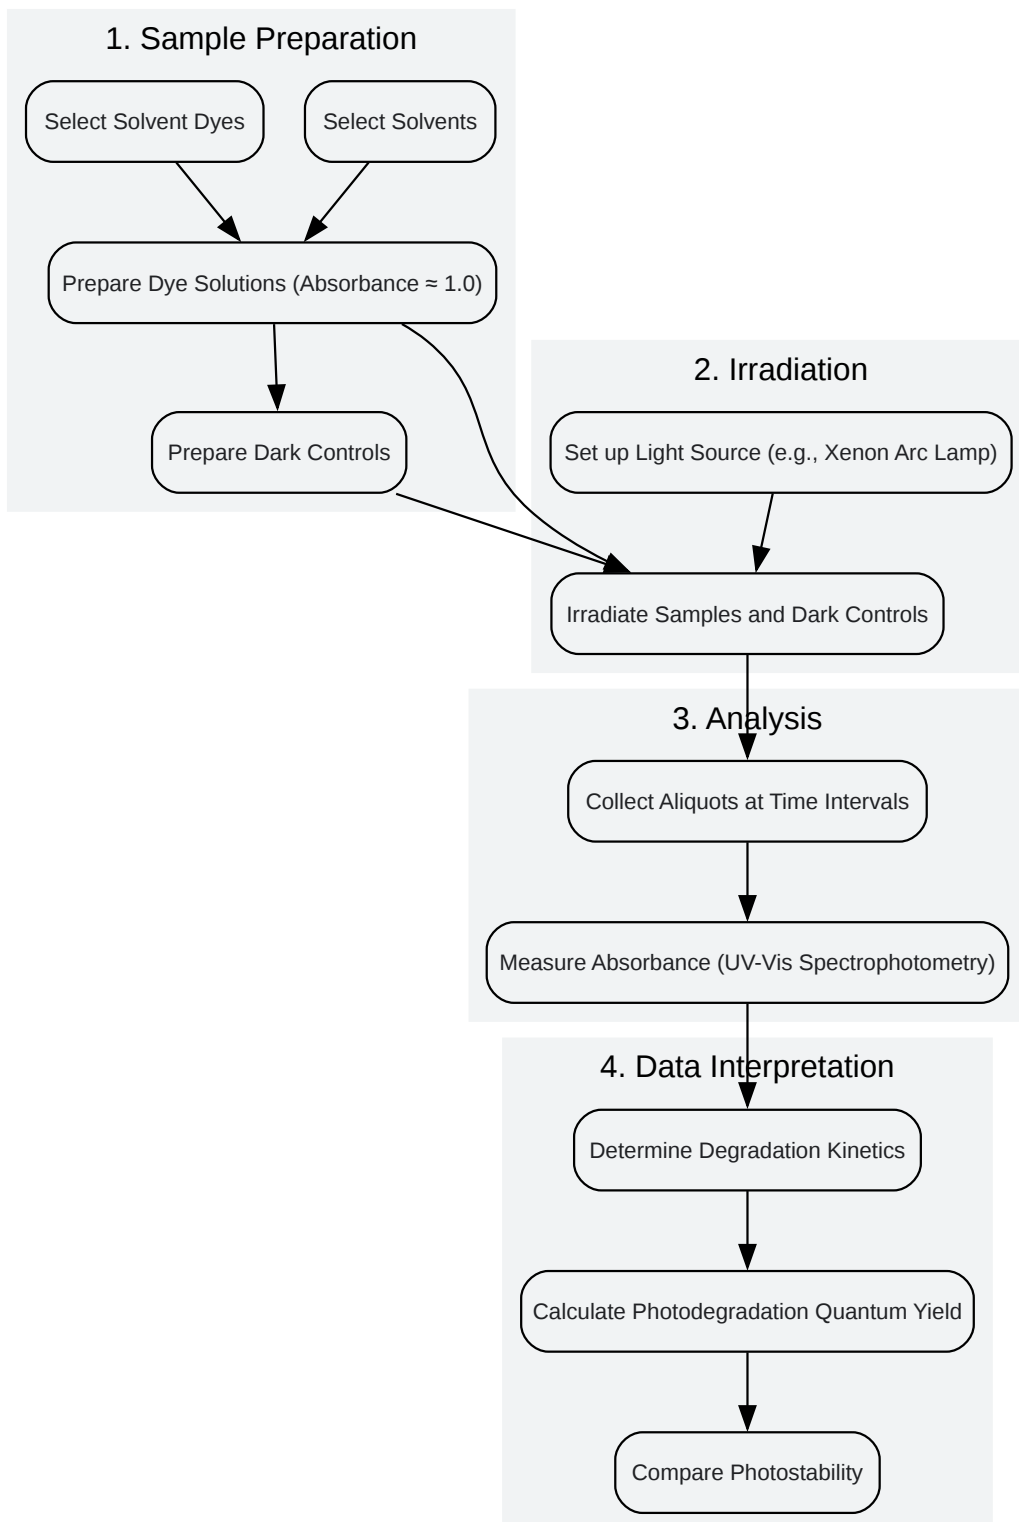 1. Sample Preparation
Select Solvent Dyes
Select Solvents
Prepare Dye Solutions (Absorbance ≈ 1.0)
Prepare Dark Controls
2. Irradiation
Set up Light Source (e.g., Xenon Arc Lamp)
Irradiate Samples and Dark Controls
3. Analysis
Collect Aliquots at Time Intervals
Measure Absorbance (UV-Vis Spectrophotometry)
4. Data Interpretation
Determine Degradation Kinetics
Calculate Photodegradation Quantum Yield
Compare Photostability